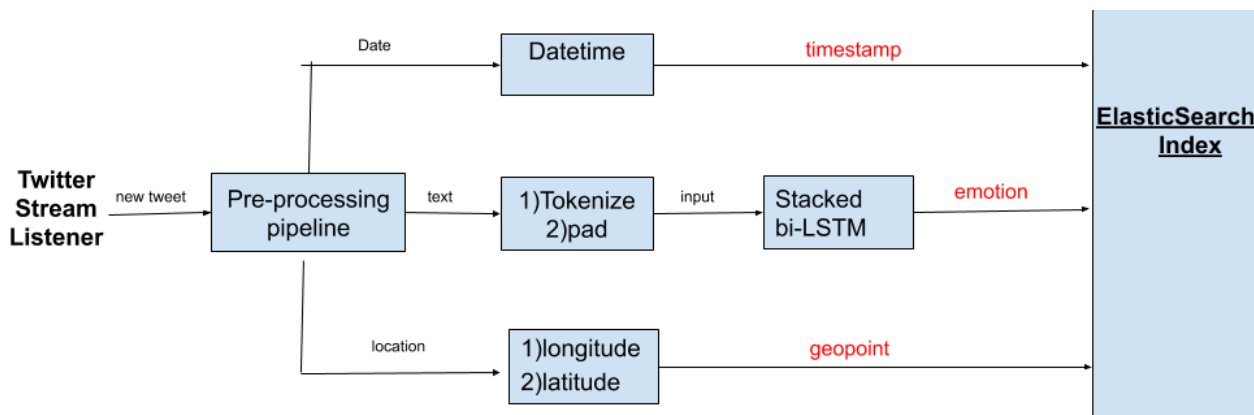 Date
Datetime
timestamp
ElasticSearch
Index
Twitter
Stream
Listener
new tweet
Pre-processing
pipeline
text
1)Tokenize
2)pad
input
Stacked
bi-LSTM
emotion
location
1)longitude
2)latitude
geopoint